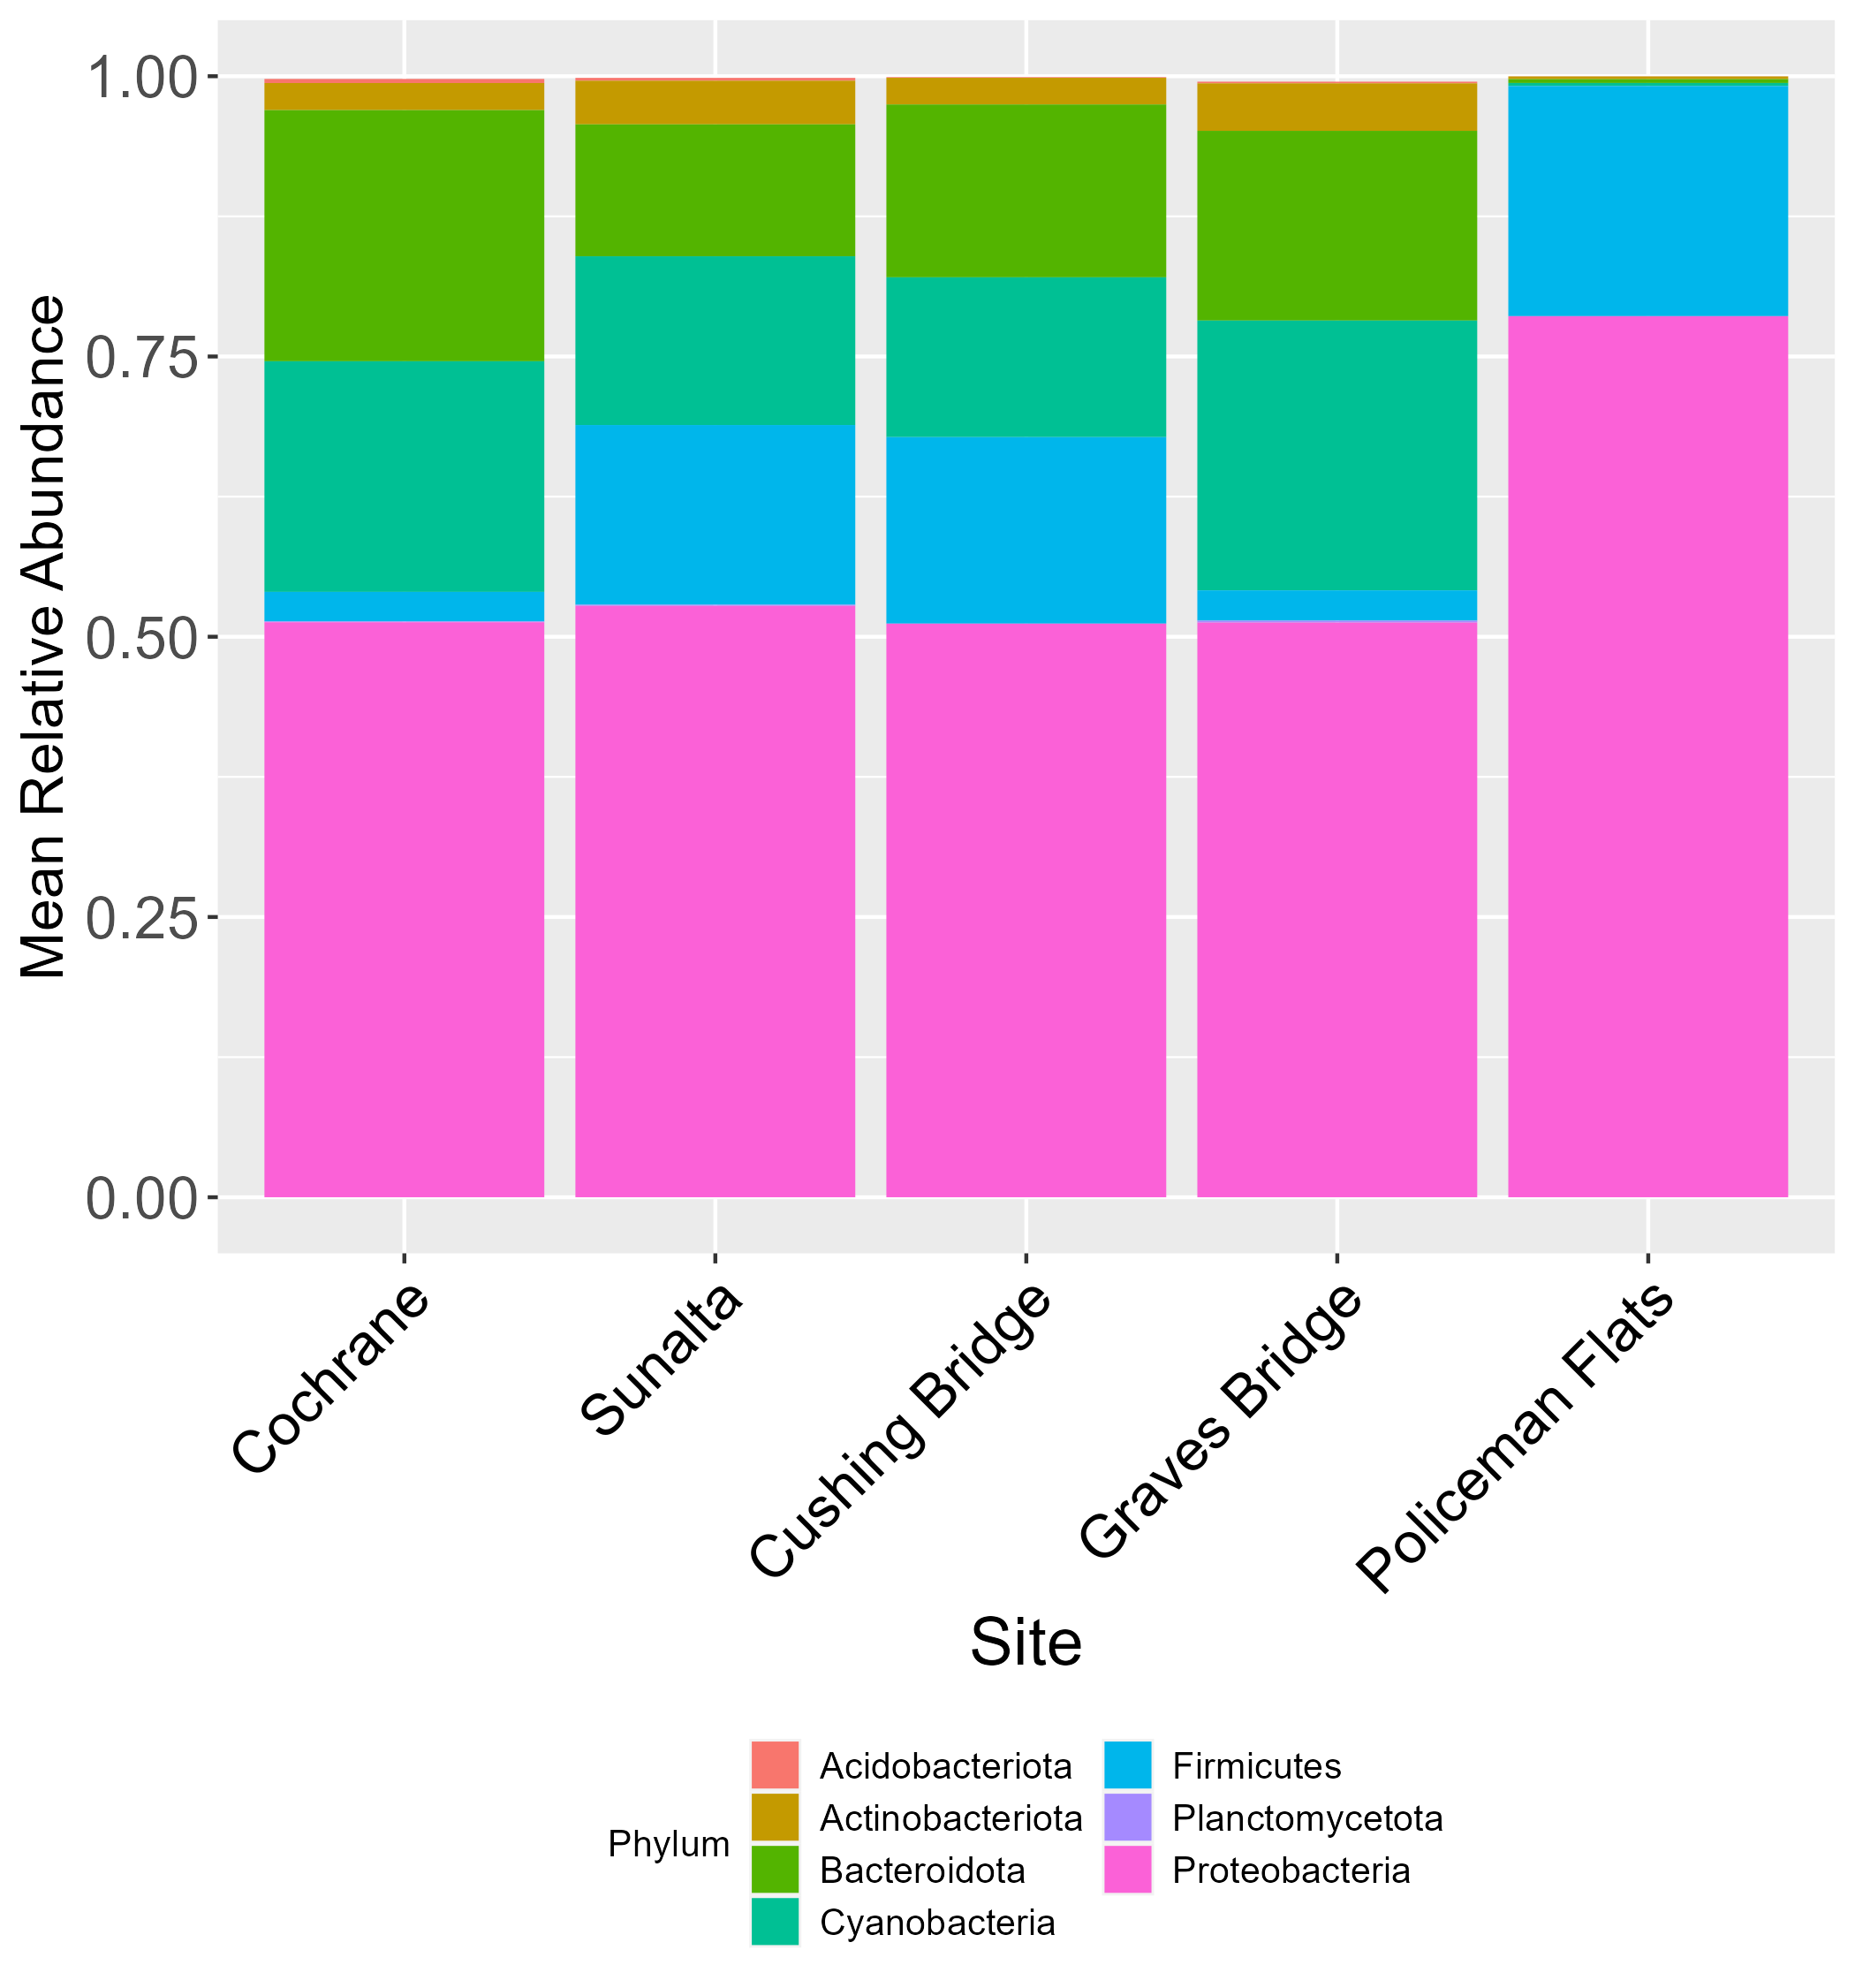 Mean Relative Abundance
1.00
0.75
0.50
0.25
0.00
Cochrane
Sunalta
Cushing Bridge
Graves Bridge
Policeman Flats
Site
Phylum
Acidobacteriota
Actinobacteriota
Bacteroidota
Cyanobacteria
Firmicutes
Planctomycetota
Proteobacteria